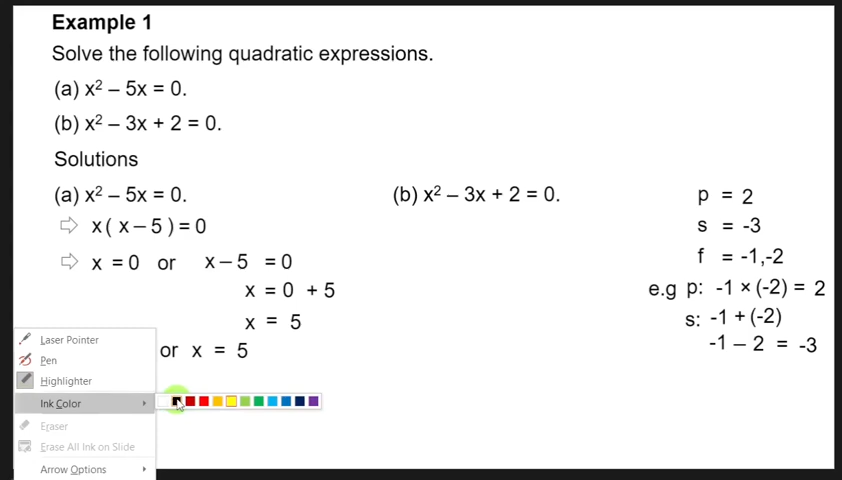 Example 1
Solve the following quadratic expressions.
(a) x² – 5x = 0.
(b) x² – 3x + 2 = 0.
Solutions
(a) x² – 5x = 0.
⇨ x ( x – 5 ) = 0
⇨ x = 0 or x – 5 = 0
x = 0 + 5
x = 5
or x = 5
(b) x² – 3x + 2 = 0.
p = 2
s = -3
f = -1,-2
e.g p: -1 × (-2) = 2
s: -1 + (-2)
-1 – 2 = -3
Laser Pointer
Pen
Highlighter
Ink Color
Eraser
Erase All Ink on Slide
Arrow Options